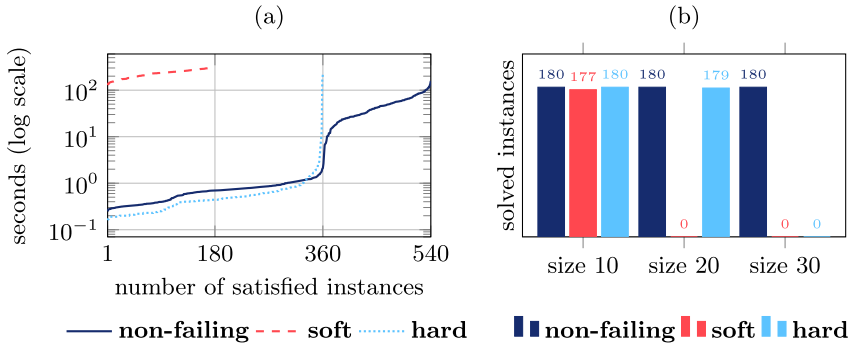 (a)
seconds (log scale)
10^2
10^1
10^0
10^-1
1 180 360 540
number of satisfied instances
non-failing soft hard
(b)
solved instances
180 177 180 180 0 179 180 0 0
size 10 size 20 size 30
non-failing soft hard